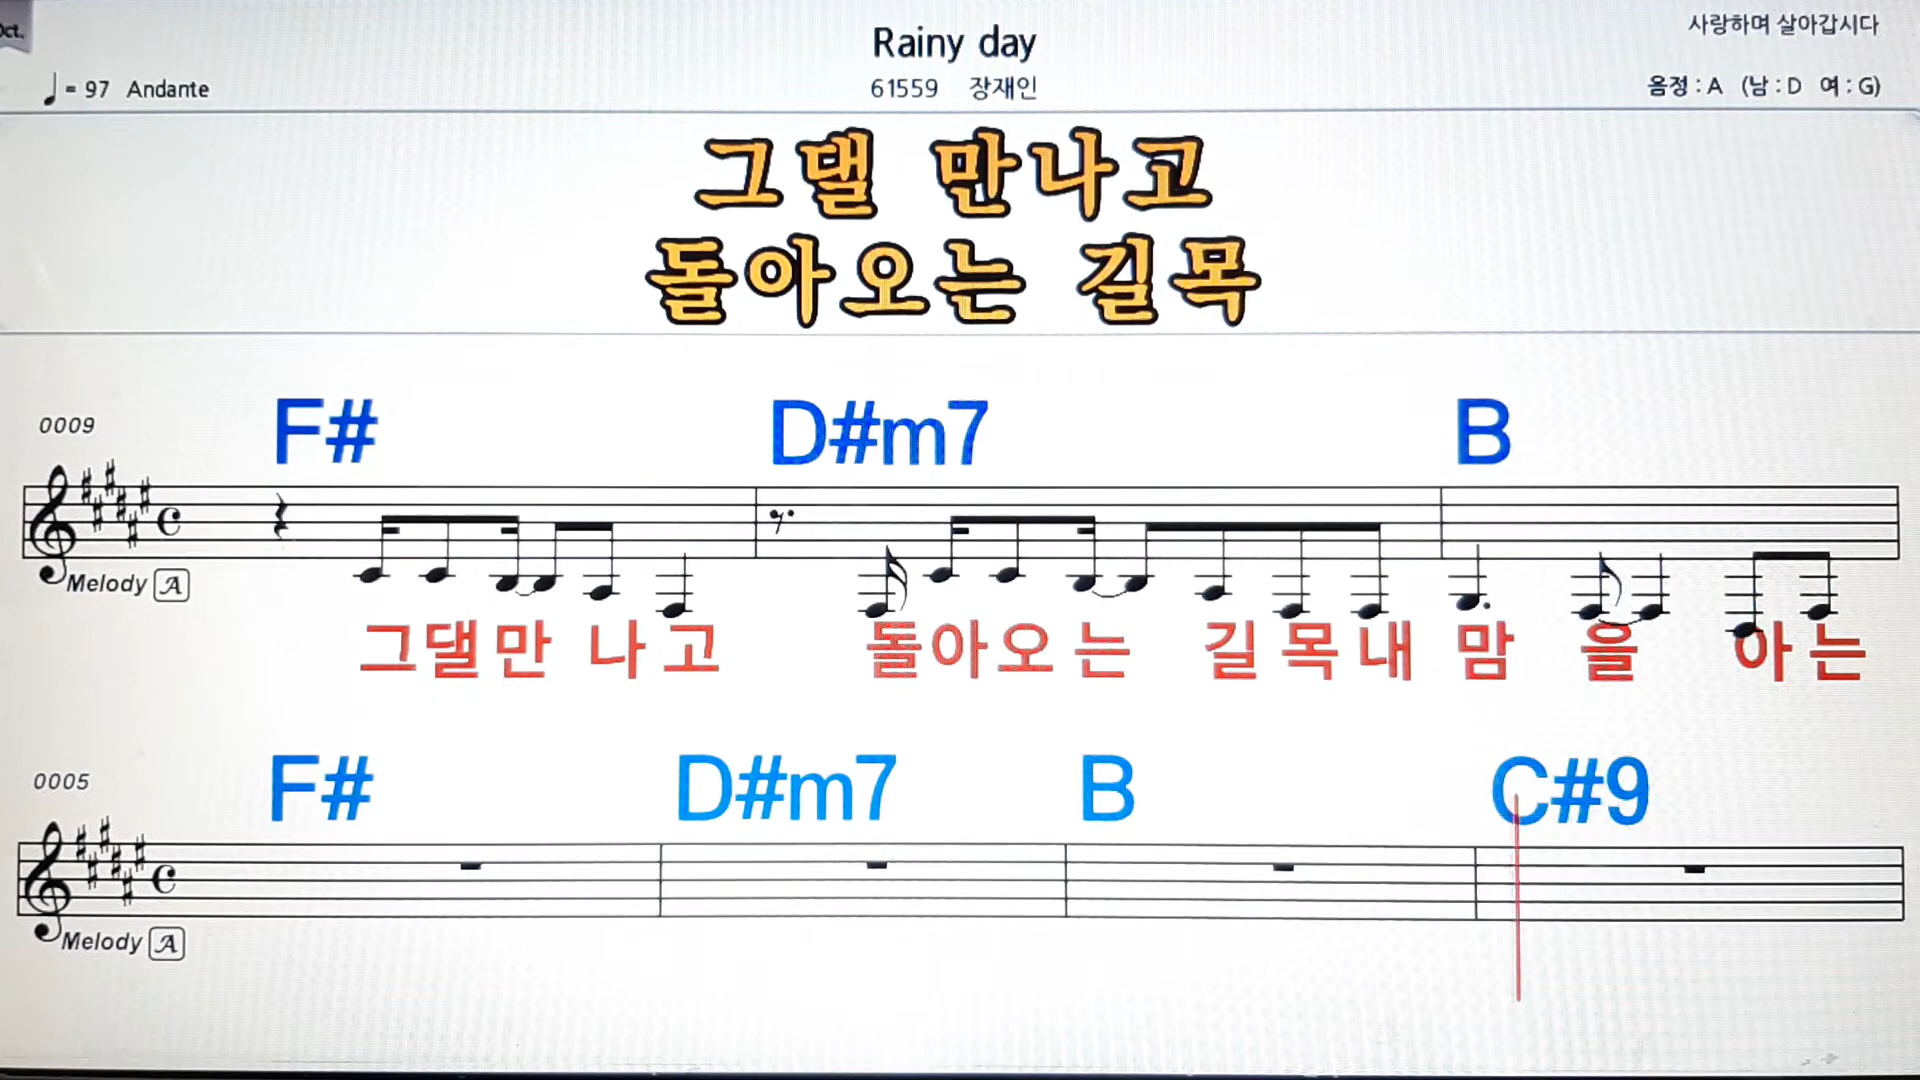 Oct.
Rainy day
사랑하며 살아갑시다
♩ = 97 Andante
61559 장재인
음정 : A (남 : D 여 : G)
그댈 만나고
돌아오는 길목
0009
F# D#m7 B
Melody A
그댈만 나고 돌아오는 길목내 맘 을 아는
0005
F# D#m7 B C#9
Melody A